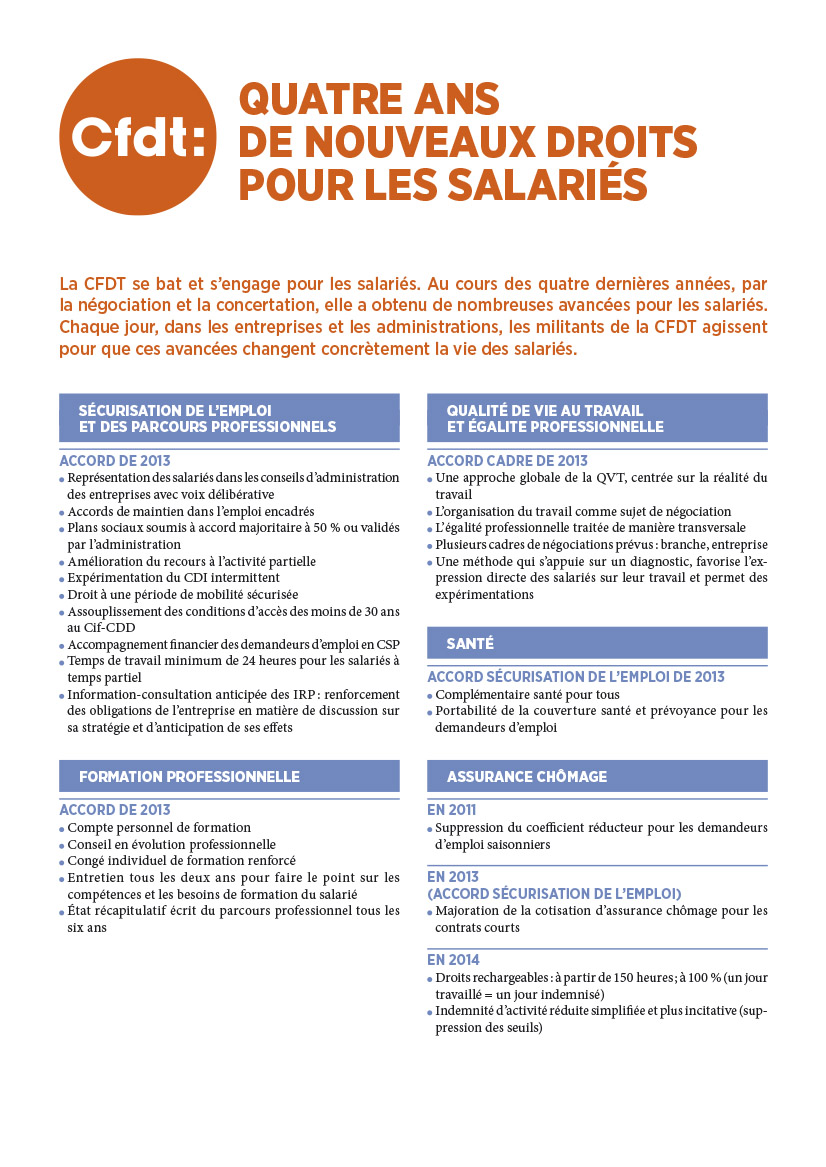 Cfdt:
QUATRE ANS
DE NOUVEAUX DROITS
POUR LES SALARIÉS
La CFDT se bat et s’engage pour les salariés. Au cours des quatre dernières années, par
la négociation et la concertation, elle a obtenu de nombreuses avancées pour les salariés.
Chaque jour, dans les entreprises et les administrations, les militants de la CFDT agissent
pour que ces avancées changent concrètement la vie des salariés.
SÉCURISATION DE L’EMPLOI
ET DES PARCOURS PROFESSIONNELS
ACCORD DE 2013
• Représentation des salariés dans les conseils d’administration
des entreprises avec voix délibérative
• Accords de maintien dans l’emploi encadrés
• Plans sociaux soumis à accord majoritaire à 50 % ou validés
par l’administration
• Amélioration du recours à l’activité partielle
• Expérimentation du CDI intermittent
• Droit à une période de mobilité sécurisée
• Assouplissement des conditions d’accès des moins de 30 ans
au Cif-CDD
• Accompagnement financier des demandeurs d’emploi en CSP
• Temps de travail minimum de 24 heures pour les salariés à
temps partiel
• Information-consultation anticipée des IRP : renforcement
des obligations de l’entreprise en matière de discussion sur
sa stratégie et d’anticipation de ses effets
FORMATION PROFESSIONNELLE
ACCORD DE 2013
• Compte personnel de formation
• Conseil en évolution professionnelle
• Congé individuel de formation renforcé
• Entretien tous les deux ans pour faire le point sur les
compétences et les besoins de formation du salarié
• État récapitulatif écrit du parcours professionnel tous les
six ans
QUALITÉ DE VIE AU TRAVAIL
ET ÉGALITE PROFESSIONNELLE
ACCORD CADRE DE 2013
• Une approche globale de la QVT, centrée sur la réalité du
travail
• L’organisation du travail comme sujet de négociation
• L’égalité professionnelle traitée de manière transversale
• Plusieurs cadres de négociations prévus : branche, entreprise
• Une méthode qui s’appuie sur un diagnostic, favorise l’ex-
pression directe des salariés sur leur travail et permet des
expérimentations
SANTÉ
ACCORD SÉCURISATION DE L’EMPLOI DE 2013
• Complémentaire santé pour tous
• Portabilité de la couverture santé et prévoyance pour les
demandeurs d’emploi
ASSURANCE CHÔMAGE
EN 2011
• Suppression du coefficient réducteur pour les demandeurs
d’emploi saisonniers
EN 2013
(ACCORD SÉCURISATION DE L’EMPLOI)
• Majoration de la cotisation d’assurance chômage pour les
contrats courts
EN 2014
• Droits rechargeables : à partir de 150 heures ; à 100 % (un jour
travaillé = un jour indemnisé)
• Indemnité d’activité réduite simplifiée et plus incitative (sup-
pression des seuils)